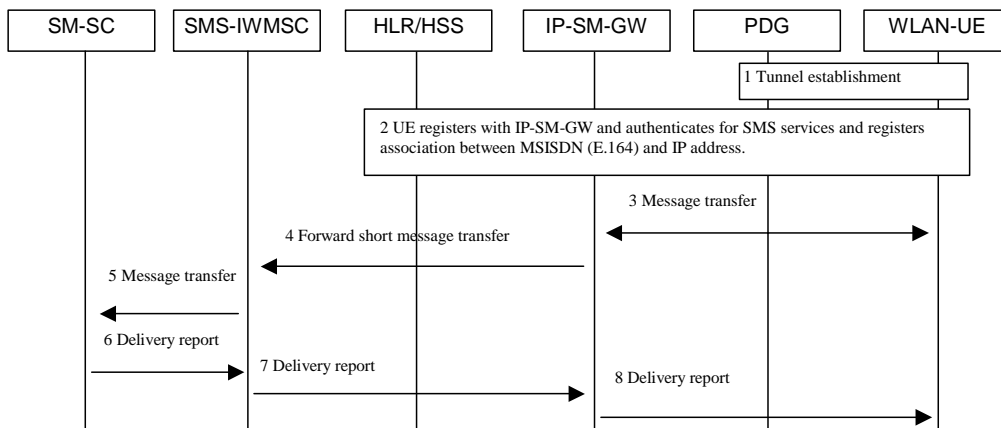 SM-SC
SMS-IWMSC
HLR/HSS
IP-SM-GW
PDG
WLAN-UE
1 Tunnel establishment
2 UE registers with IP-SM-GW and authenticates for SMS services and registers
association between MSISDN (E.164) and IP address.
3 Message transfer
4 Forward short message transfer
5 Message transfer
6 Delivery report
7 Delivery report
8 Delivery report